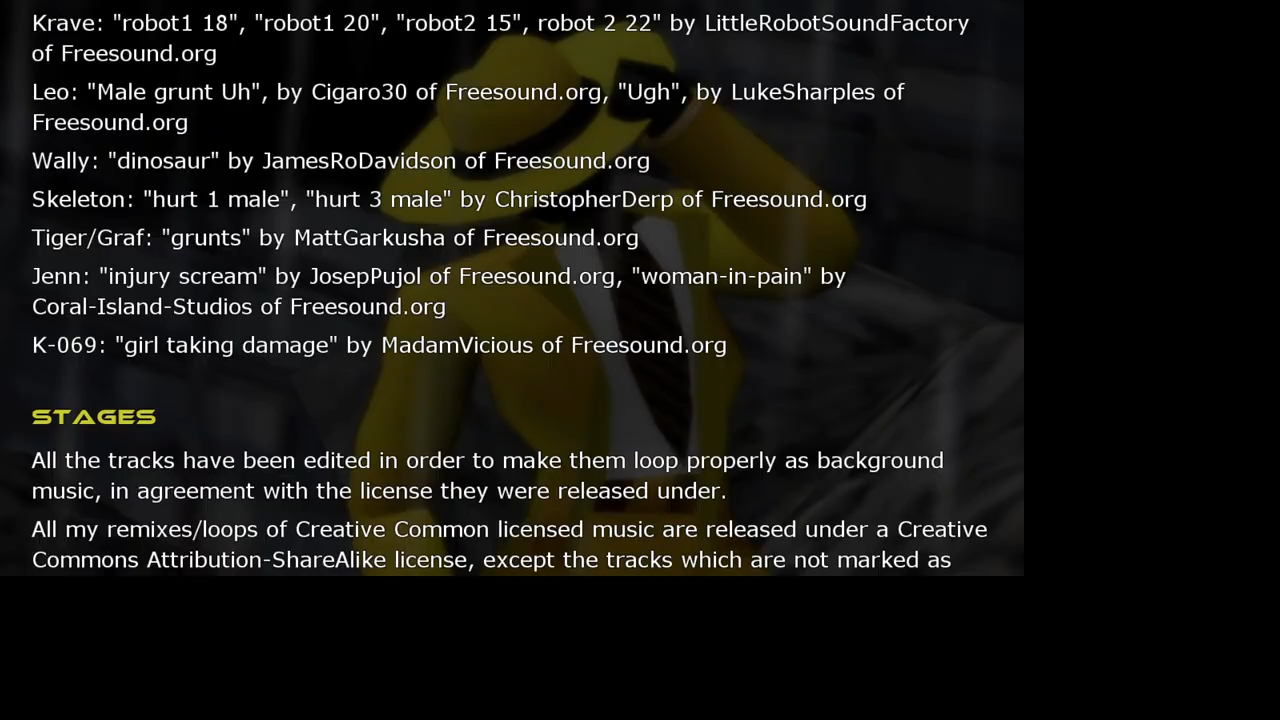 Krave: "robot1 18", "robot1 20", "robot2 15", robot 2 22" by LittleRobotSoundFactory
of Freesound.org
Leo: "Male grunt Uh", by Cigaro30 of Freesound.org, "Ugh", by LukeSharples of
Freesound.org
Wally: "dinosaur" by JamesRoDavidson of Freesound.org
Skeleton: "hurt 1 male", "hurt 3 male" by ChristopherDerp of Freesound.org
Tiger/Graf: "grunts" by MattGarkusha of Freesound.org
Jenn: "injury scream" by JosepPujol of Freesound.org, "woman-in-pain" by
Coral-Island-Studios of Freesound.org
K-069: "girl taking damage" by MadamVicious of Freesound.org
STAGES
All the tracks have been edited in order to make them loop properly as background
music, in agreement with the license they were released under.
All my remixes/loops of Creative Common licensed music are released under a Creative
Commons Attribution-ShareAlike license, except the tracks which are not marked as